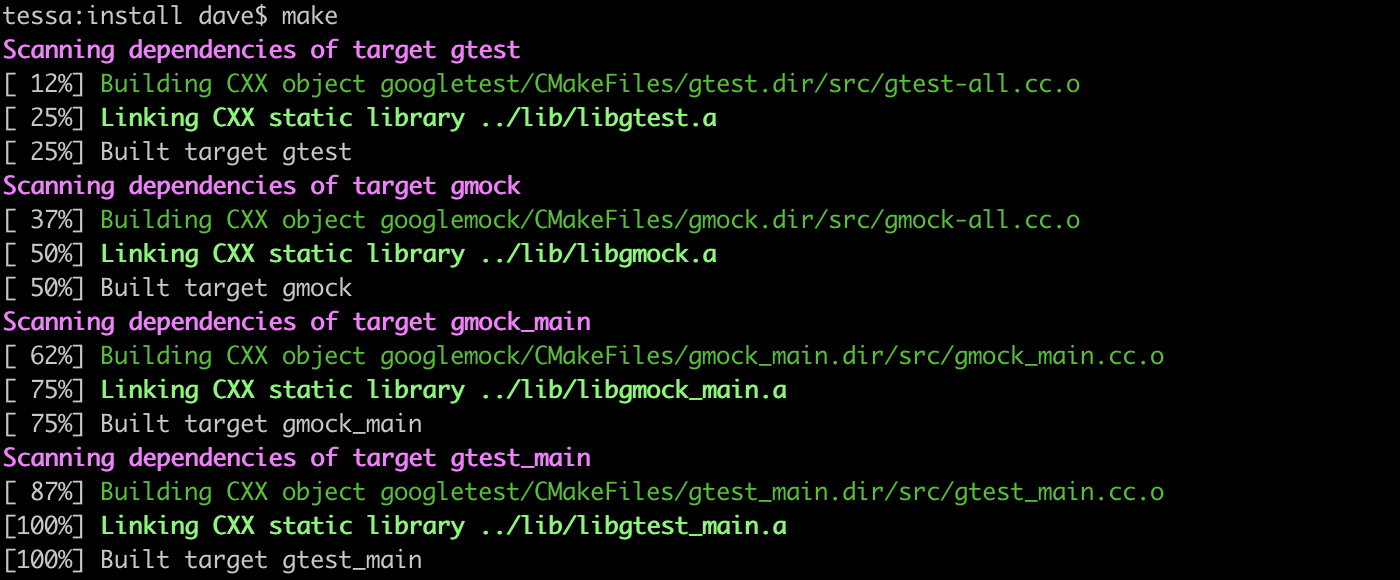 tessa:install dave$ make
Scanning dependencies of target gtest
[ 12%] Building CXX object googletest/CMakeFiles/gtest.dir/src/gtest-all.cc.o
[ 25%] Linking CXX static library ../lib/libgtest.a
[ 25%] Built target gtest
Scanning dependencies of target gmock
[ 37%] Building CXX object googlemock/CMakeFiles/gmock.dir/src/gmock-all.cc.o
[ 50%] Linking CXX static library ../lib/libgmock.a
[ 50%] Built target gmock
Scanning dependencies of target gmock_main
[ 62%] Building CXX object googlemock/CMakeFiles/gmock_main.dir/src/gmock_main.cc.o
[ 75%] Linking CXX static library ../lib/libgmock_main.a
[ 75%] Built target gmock_main
Scanning dependencies of target gtest_main
[ 87%] Building CXX object googletest/CMakeFiles/gtest_main.dir/src/gtest_main.cc.o
[100%] Linking CXX static library ../lib/libgtest_main.a
[100%] Built target gtest_main